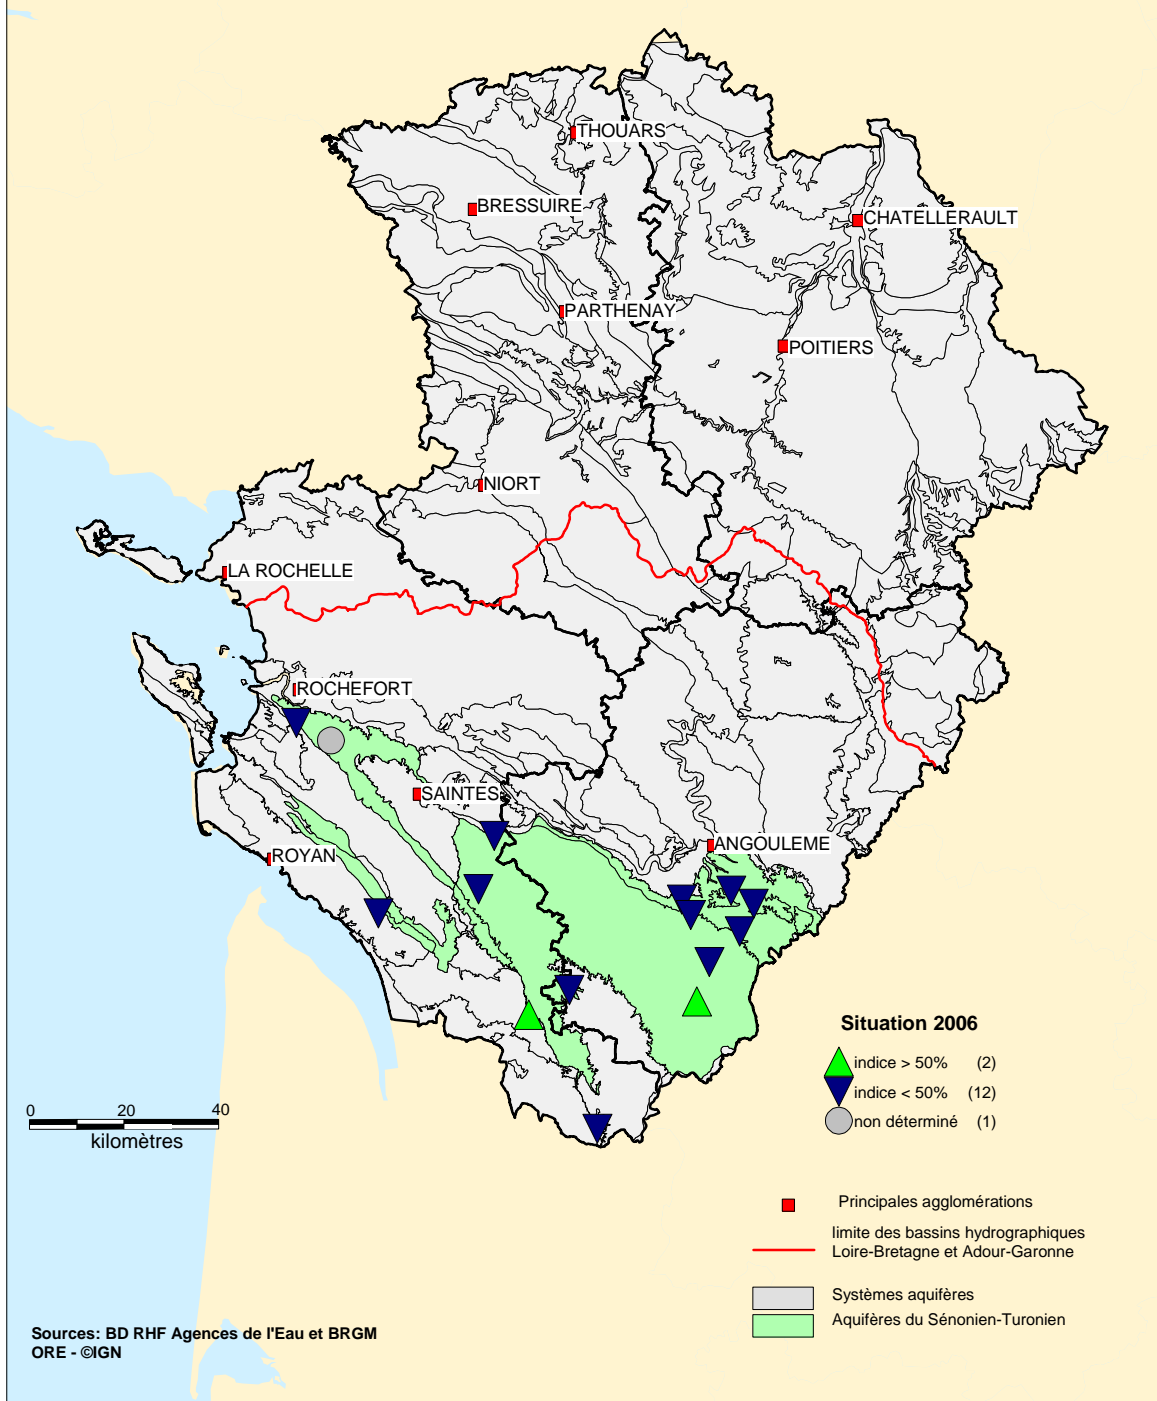 THOUARS
BRESSUIRE
CHATELLERAULT
PARTHENAY
POITIERS
NIORT
LA ROCHELLE
ROCHEFORT
SAINTES
ANGOULEME
ROYAN
Situation 2006
indice > 50% (2)
indice < 50% (12)
non déterminé (1)
0 20 40
kilomètres
Principales agglomérations
limite des bassins hydrographiques
Loire-Bretagne et Adour-Garonne
Systèmes aquifères
Aquifères du Sénonien-Turonien
Sources: BD RHF Agences de l'Eau et BRGM
ORE - ©IGN